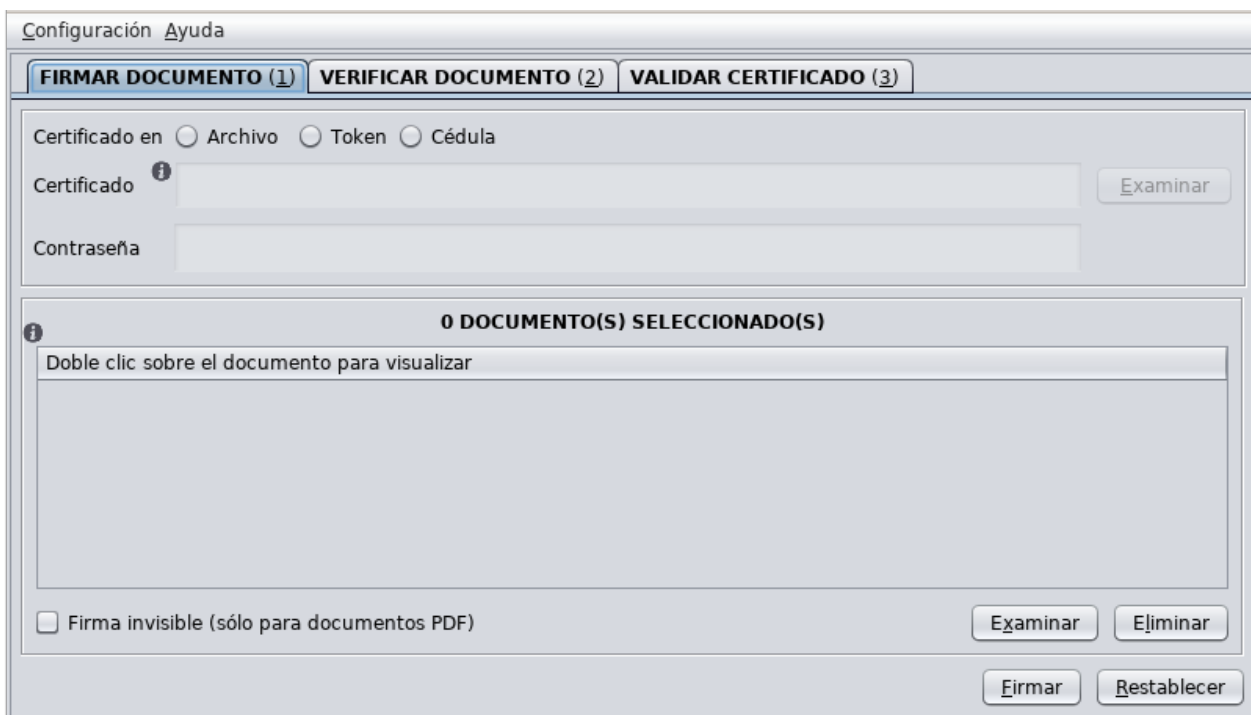 Configuración Ayuda
FIRMAR DOCUMENTO (1) VERIFICAR DOCUMENTO (2) VALIDAR CERTIFICADO (3)
Certificado en Archivo Token Cédula
Certificado Examinar
Contraseña
0 DOCUMENTO(S) SELECCIONADO(S)
Doble clic sobre el documento para visualizar
Firma invisible (sólo para documentos PDF) Examinar Eliminar
Firmar Restablecer